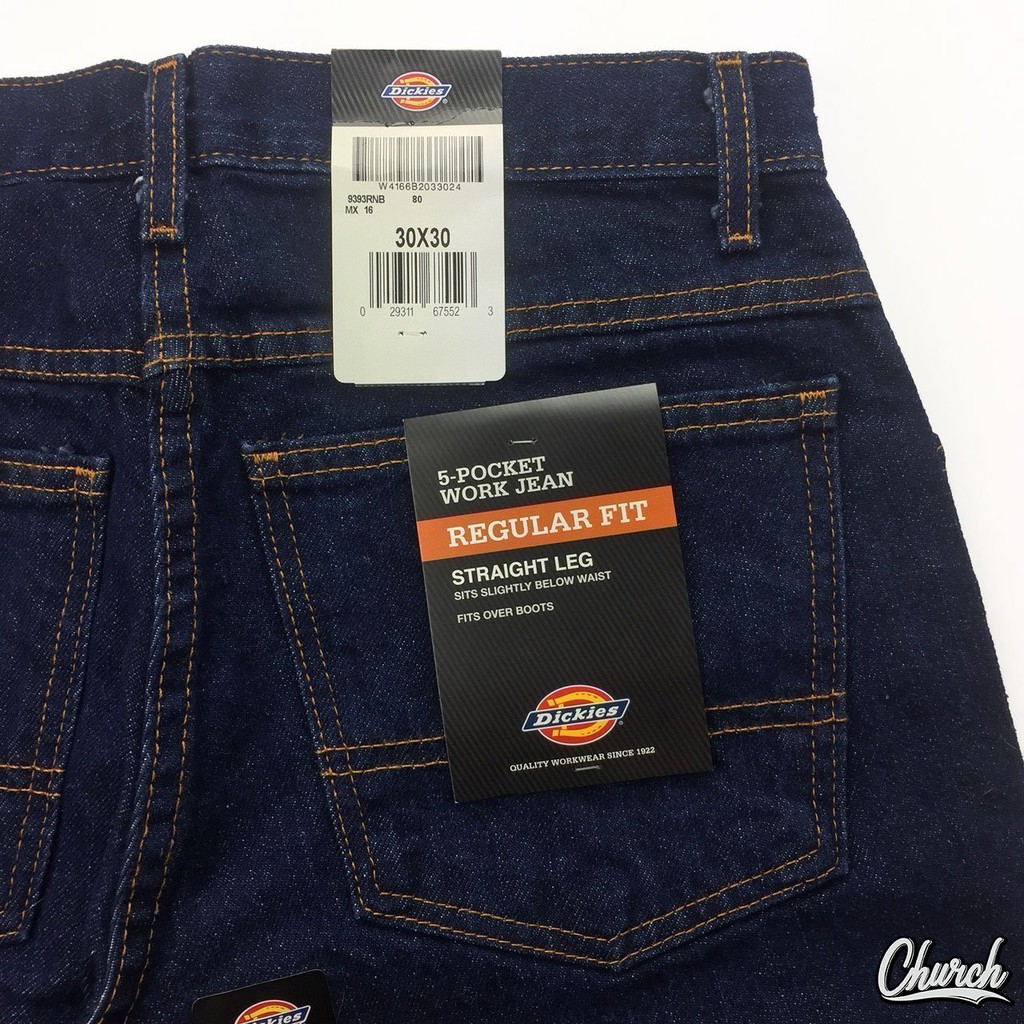 Dickies
W4166B2033024
9393RNB 80
MX 16
30X30
0 29311 67552 3
5-POCKET
WORK JEAN
REGULAR FIT
STRAIGHT LEG
SITS SLIGHTLY BELOW WAIST
FITS OVER BOOTS
Dickies
QUALITY WORKWEAR SINCE 1922
Dickies
Church